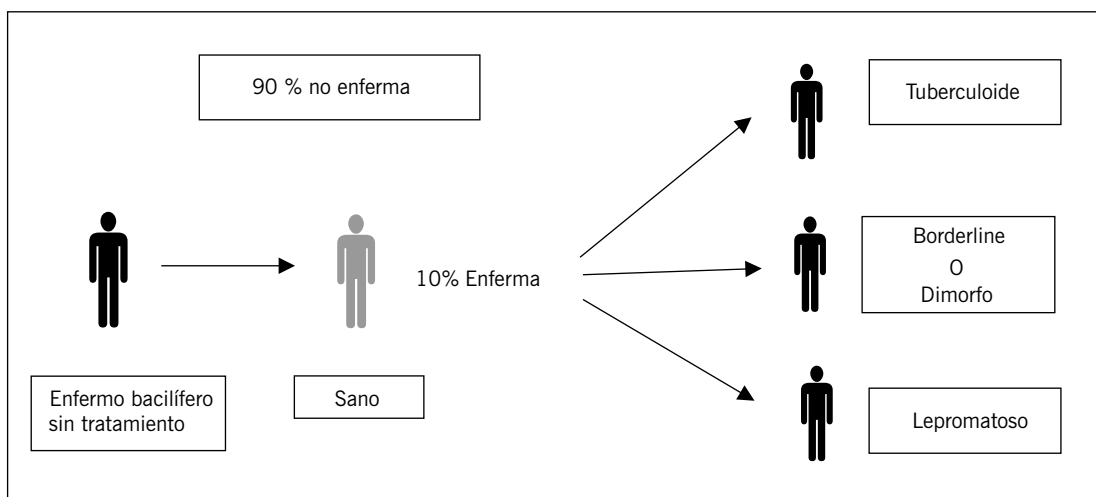 90 % no enferma
Tuberculoide
10% Enferma
Borderline
O
Dimorfo
Enfermo bacilífero
sin tratamiento
Sano
Lepromatoso